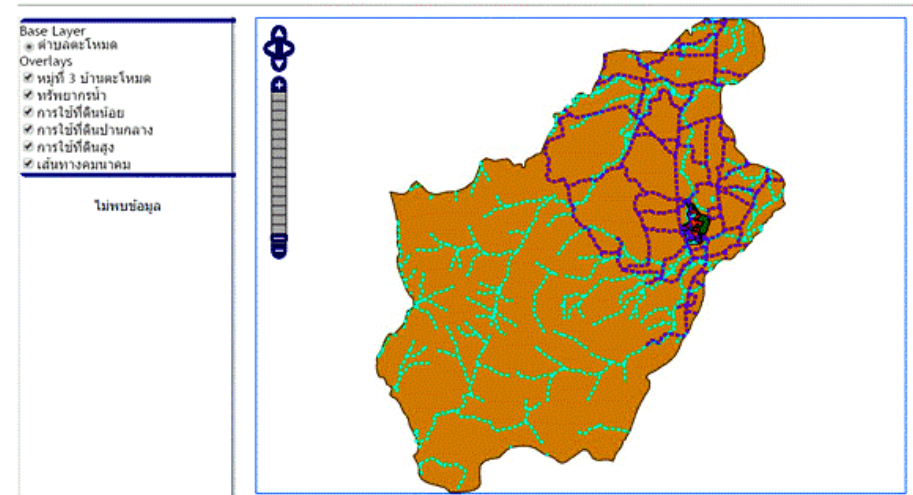 Base Layer
ตำบลตะโหมด
Overlays
หมู่ที่ 3 บ้านตะโหมด
ทรัพยากรน้ำ
การใช้ที่ดินน้อย
การใช้ที่ดินปานกลาง
การใช้ที่ดินสูง
เส้นทางคมนาคม
ไม่พบข้อมูล